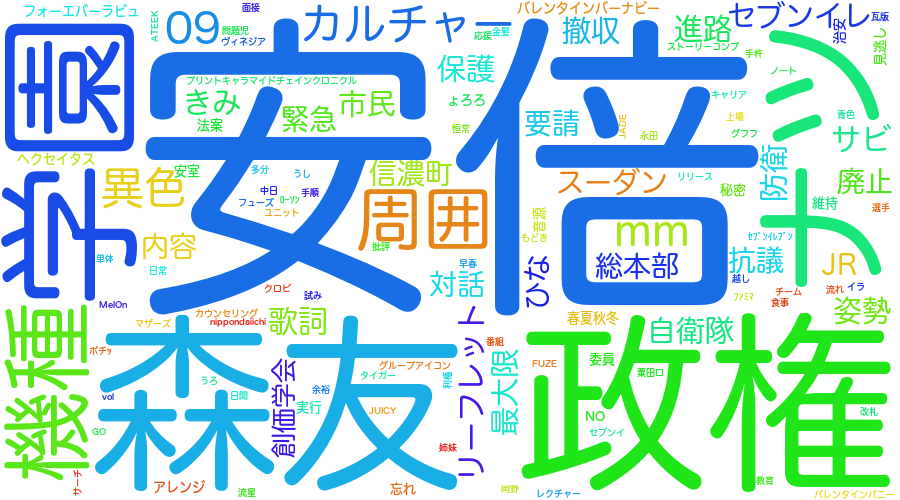 フォーエバーラビュ
ATEEK
09
問題児
ヴィネジア
面接
カルチャー
応援
金髪
バレンタインバーナビー
撤収
進路
ストーリーコンプ
手杵
セブンイレ
治安
瓦版
見逃し
園
プリントキャラマイドチェインクロニクル
きみ
法案
緊急
市民
保護
ょろろ
恒常
要請
JADE
永田
キャリア
上場
グフフ
ノート
青色
サビ
ツ
安倍
ヘクセイタス
安室
異色
多分
うし
中日
手順
フューズ
ローソン
ユニット
信濃町
周囲
批評
スーダン
リリース
秘密
防衛
維持
廃止
選手
学
内容
単体
日常
クロピ
試み
対話
早春
ひな
音源
もどき
mm
総本部
セブンイレブン
抗議
越し
ファミマ
チーム
食事
JR
流れ
イラ
ナ
MelOn
マザーズ
カウンセリング
nippondaiichi
歌詞
春夏秋冬
自衛隊
姿勢
機種
ポチッ
vol
GO
サーチ
森友
うろ
日間
創価学会
余裕
実行
タイガー
グループアイコン
JUICY
利権
リーフレット
番組
最大限
FUZE
委員
粟田口
NO
セブンイ
政権
改札
姉妹
アレンジ
流星
忘れ
岡野
レクチャー
教育
バレンタインバニー